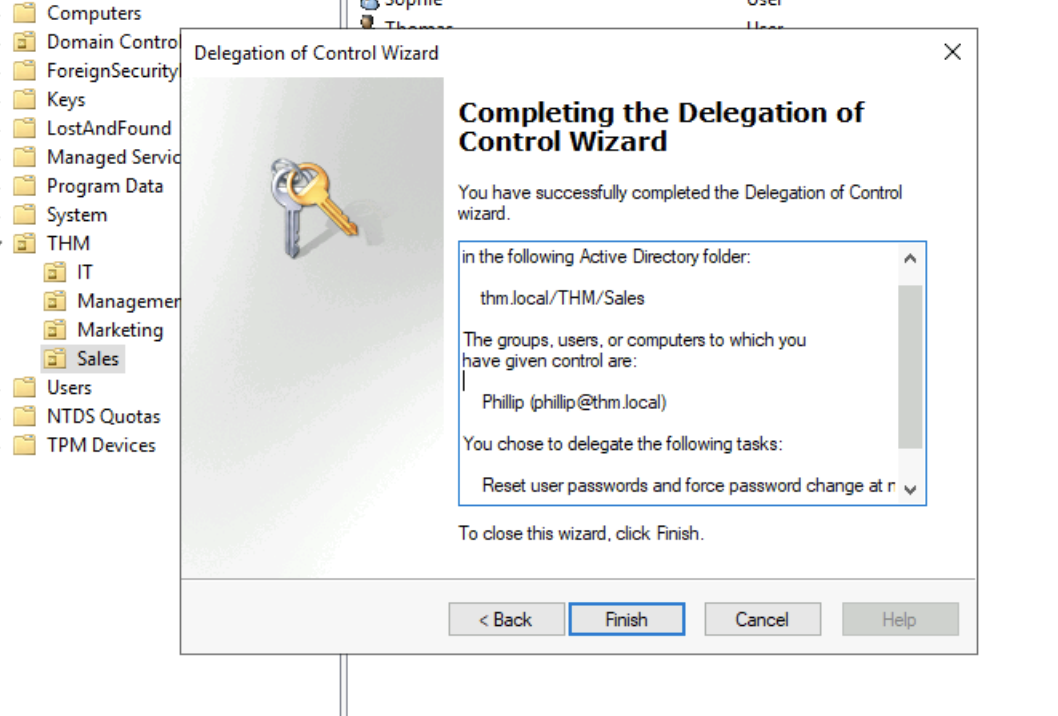 Computers
Sophie User
Thomas User
Domain Control
Delegation of Control Wizard
ForeignSecurity
Keys
LostAndFound
Managed Servic
Program Data
System
THM
IT
Managemen
Marketing
Sales
Users
NTDS Quotas
TPM Devices
Completing the Delegation of
Control Wizard
You have successfully completed the Delegation of Control
wizard.
in the following Active Directory folder:
thm.local/THM/Sales
The groups, users, or computers to which you
have given control are:
Phillip (phillip@thm.local)
You chose to delegate the following tasks:
Reset user passwords and force password change at n
To close this wizard, click Finish.
< Back
Finish
Cancel
Help